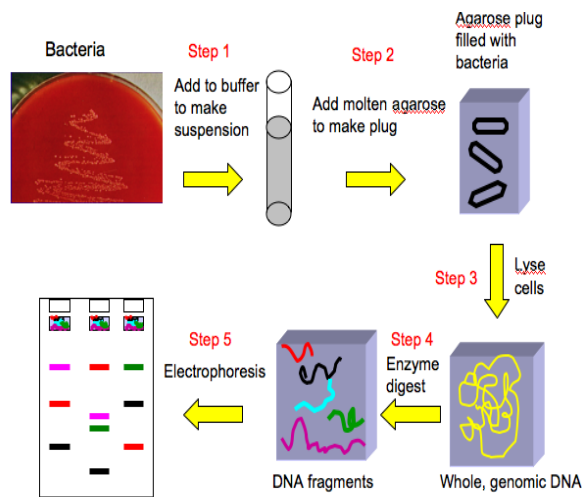 Bacteria
Step 1
Add to buffer
to make
suspension
Step 2
Add molten agarose
to make plug
Agarose plug
filled with
bacteria
Step 3
Lyse
cells
Whole, genomic DNA
Step 4
Enzyme
digest
DNA fragments
Step 5
Electrophoresis